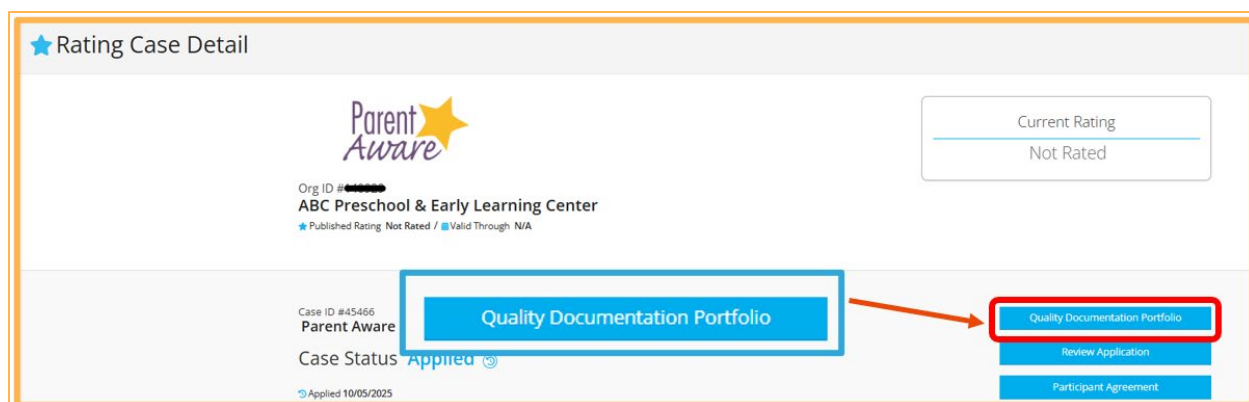 Rating Case Detail
Parent
Aware
Current Rating
Not Rated
Org ID #
ABC Preschool & Early Learning Center
Published Rating Not Rated / Valid Through N/A
Case ID #45466
Parent Aware
Quality Documentation Portfolio
Quality Documentation Portfolio
Case Status Applied
Review Application
Applied 10/05/2025
Participant Agreement